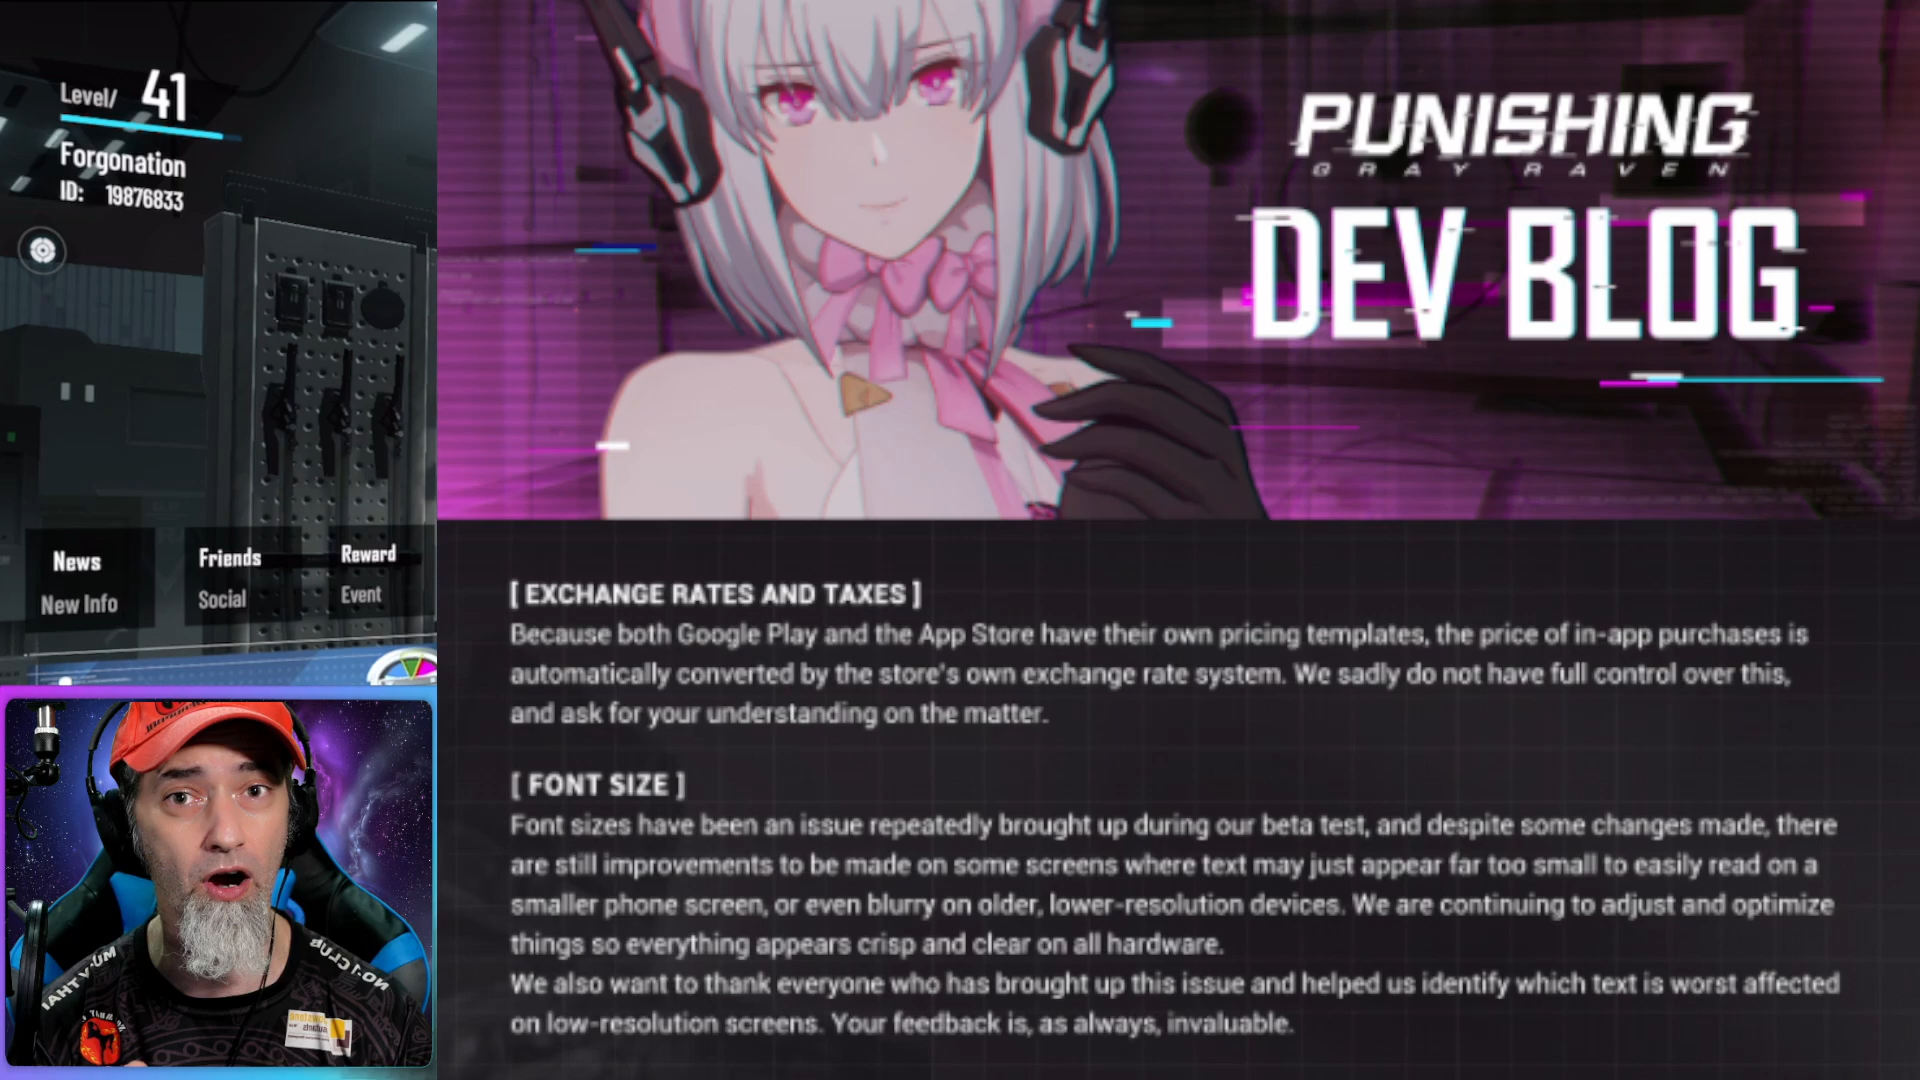 Level/ 41
Forgonation
ID: 19876833
News
New Info
Friends
Social
Reward
Event
PUNISHING
GRAY RAVEN
DEV BLOG
[ EXCHANGE RATES AND TAXES ]
Because both Google Play and the App Store have their own pricing templates, the price of in-app purchases is
automatically converted by the store's own exchange rate system. We sadly do not have full control over this,
and ask for your understanding on the matter.
[ FONT SIZE ]
Font sizes have been an issue repeatedly brought up during our beta test, and despite some changes made, there
are still improvements to be made on some screens where text may just appear far too small to easily read on a
smaller phone screen, or even blurry on older, lower-resolution devices. We are continuing to adjust and optimize
things so everything appears crisp and clear on all hardware.
We also want to thank everyone who has brought up this issue and helped us identify which text is worst affected
on low-resolution screens. Your feedback is, as always, invaluable.
MU-Y THAI
NO.1 CLUB